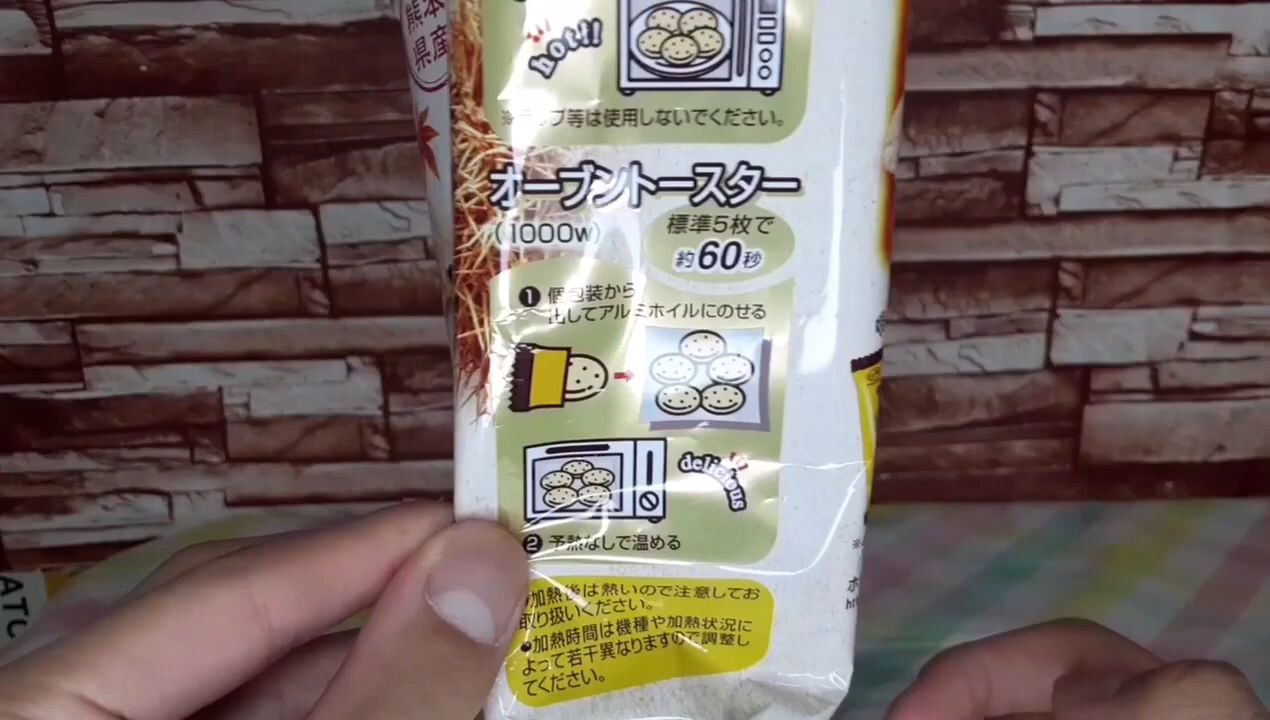 熊本
県産
hot!!
ラップ等は使用しないでください。
オーブントースター
(1000w)
標準5枚で
約60秒
❶ 個包装から
出してアルミホイルにのせる
delicious
❷ 予熱なしで温める
●加熱後は熱いので注意してお
取り扱いください。
●加熱時間は機種や加熱状況に
よって若干異なりますので調整し
てください。